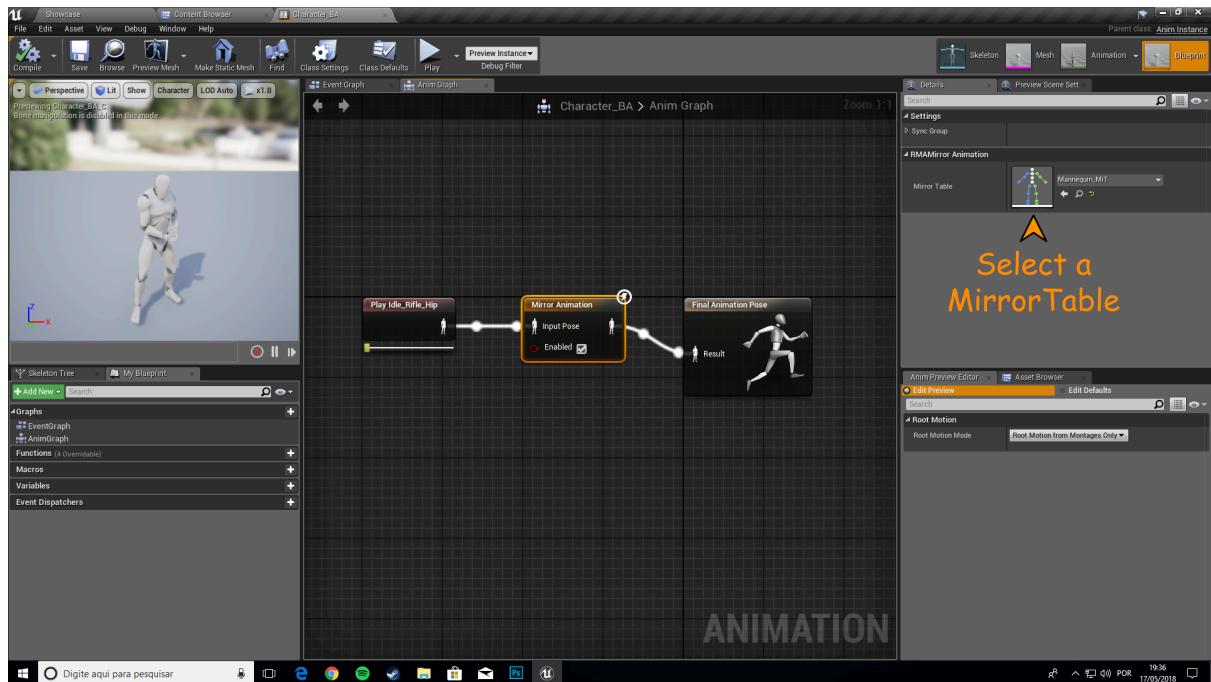 Showcase
Content Browser
Character_BA
File Edit Asset View Debug Window Help
Parent class: Anim Instance
Compile
Save
Browse
Preview Mesh
Make Static Mesh
Find
Class Settings
Class Defaults
Play
Preview Instance
Debug Filter
Skeleton
Mesh
Animation
Blueprint
Perspective
Lit
Show
Character
LOD Auto
x1.0
Previewing Character_BA_C.
Bone manipulation is disabled in this mode.
Z
X
Event Graph
Anim Graph
Character_BA > Anim Graph
Zoom 1:1
Play Idle_Rifle_Hip
Mirror Animation
Input Pose
Enabled
Final Animation Pose
Result
ANIMATION
Skeleton Tree
My Blueprint
+Add New
Search
Graphs
EventGraph
AnimGraph
Functions (4 Overridable)
Macros
Variables
Event Dispatchers
Details
Preview Scene Sett
Search
Settings
Sync Group
RMAMirror Animation
Mirror Table
Mannequin_MiT
Select a
MirrorTable
Anim Preview Editor
Asset Browser
Edit Preview
Edit Defaults
Search
Root Motion
Root Motion Mode
Root Motion from Montages Only
Digite aqui para pesquisar
Ps
POR
19:36
17/05/2018